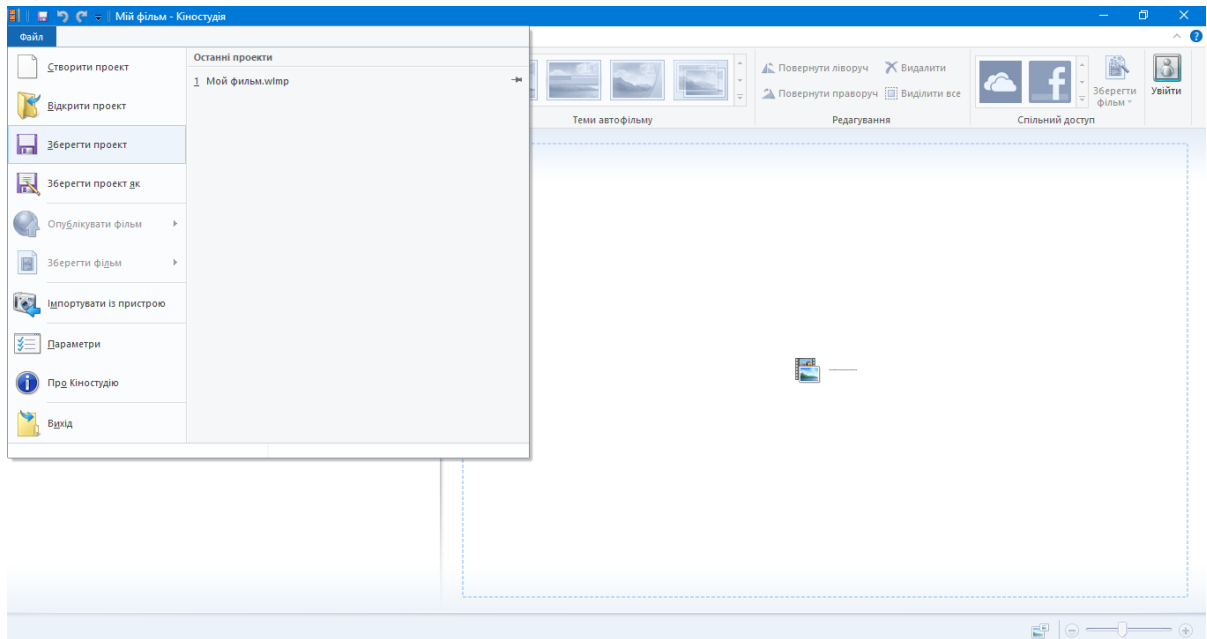 Мій фільм - Кіностудія
Файл
Створити проект
Відкрити проект
Зберегти проект
Зберегти проект як
Опублікувати фільм
Зберегти фільм
Імпортувати із пристрою
Параметри
Про Кіностудію
Вихід
Останні проекти
1 Мой фильм.wlmp
Теми автофільму
Повернути ліворуч
Видалити
Повернути праворуч
Виділити все
Редагування
Зберегти
фільм
Спільний доступ
Увійти